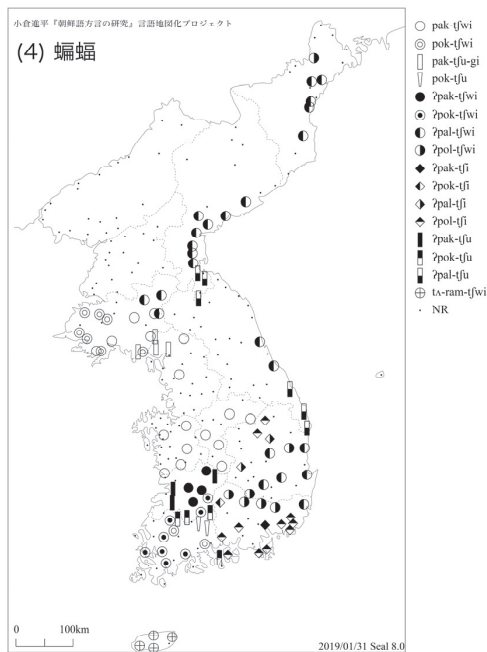 小倉進平『朝鮮語方言の研究』言語地図化プロジェクト
(4) 蝙蝠
pak-tʃwi
pok-tʃwi
pak-tʃu-gi
pok-tʃu
ʔpak-tʃwi
ʔpok-tʃwi
ʔpal-tʃwi
ʔpol-tʃwi
ʔpak-tʃi
ʔpok-tʃi
ʔpal-tʃi
ʔpol-tʃi
ʔpak-tʃu
ʔpok-tʃu
ʔpal-tʃu
tʌ-ram-tʃwi
NR
0 100km
2019/01/31 Seal 8.0